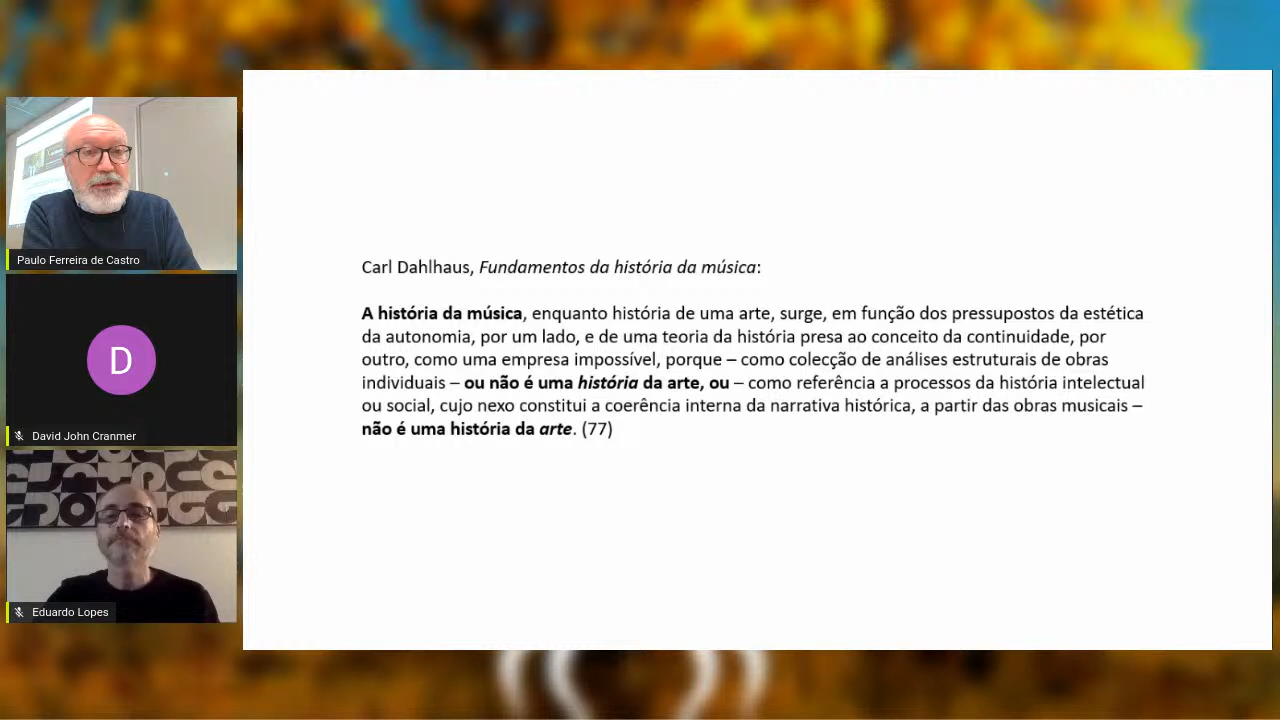 Paulo Ferreira de Castro
D
David John Cranmer
Eduardo Lopes
Carl Dahlhaus, Fundamentos da história da música:
A história da música, enquanto história de uma arte, surge, em função dos pressupostos da estética
da autonomia, por um lado, e de uma teoria da história presa ao conceito da continuidade, por
outro, como uma empresa impossível, porque – como colecção de análises estruturais de obras
individuais – ou não é uma história da arte, ou – como referência a processos da história intelectual
ou social, cujo nexo constitui a coerência interna da narrativa histórica, a partir das obras musicais –
não é uma história da arte. (77)